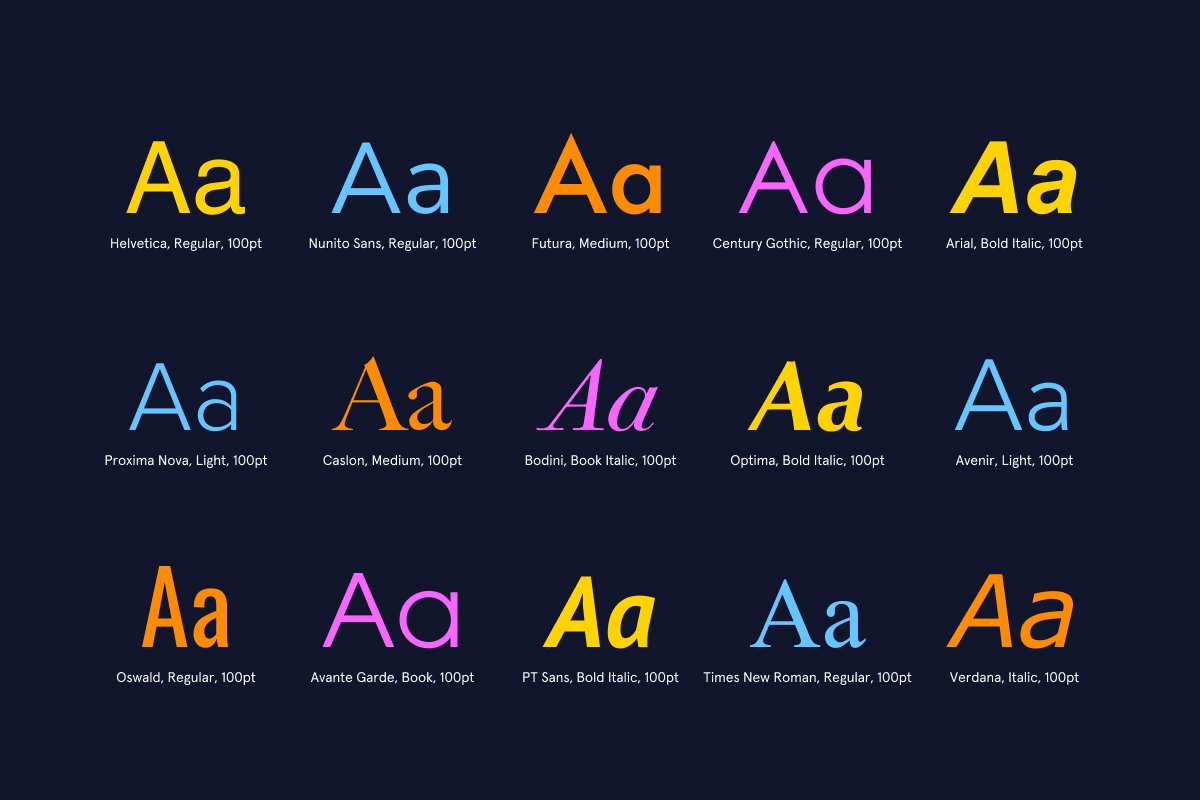 Aa Aa Aa Aa Aa
Helvetica, Regular, 100pt Nunito Sans, Regular, 100pt Futura, Medium, 100pt Century Gothic, Regular, 100pt Arial, Bold Italic, 100pt
Aa Aa Aa Aa Aa
Proxima Nova, Light, 100pt Caslon, Medium, 100pt Bodini, Book Italic, 100pt Optima, Bold Italic, 100pt Avenir, Light, 100pt
Aa Aa Aa Aa Aa
Oswald, Regular, 100pt Avante Garde, Book, 100pt PT Sans, Bold Italic, 100pt Times New Roman, Regular, 100pt Verdana, Italic, 100pt